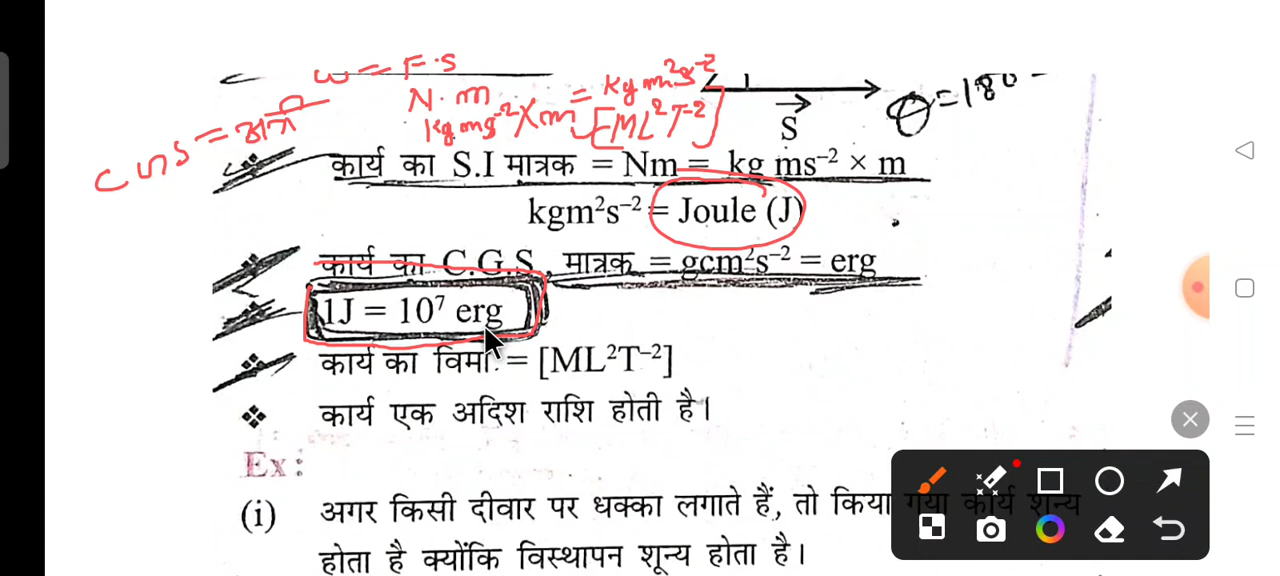 w = F.s
N.m = kg m²s⁻²
kg ms⁻² × m [ML²T⁻²]
S
θ = 180
❖ कार्य का S.I मात्रक = Nm = kg ms⁻² × m
kgm²s⁻² = Joule (J)
❖ कार्य का C.G.S. मात्रक = gcm²s⁻² = erg
❖ 1J = 10⁷ erg
❖ कार्य का विमा = [ML²T⁻²]
❖ कार्य एक अदिश राशि होती है।
Ex:
(i) अगर किसी दीवार पर धक्का लगाते हैं, तो किया गया कार्य शून्य
होता है क्योंकि विस्थापन शून्य होता है।